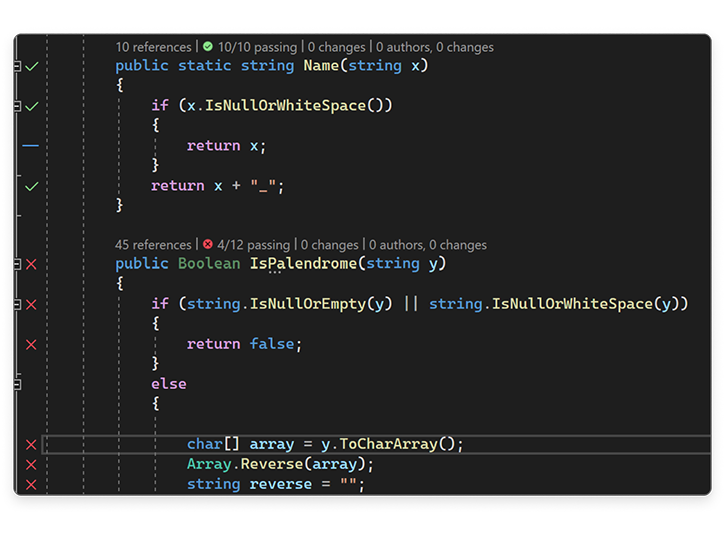 10 references | 10/10 passing | 0 changes | 0 authors, 0 changes
public static string Name(string x)
{
if (x.IsNullOrWhiteSpace())
{
return x;
}
return x + "_";
}
45 references | 4/12 passing | 0 changes | 0 authors, 0 changes
public Boolean IsPalendrome(string y)
{
if (string.IsNullOrEmpty(y) || string.IsNullOrWhiteSpace(y))
{
return false;
}
else
{
char[] array = y.ToCharArray();
Array.Reverse(array);
string reverse = "";